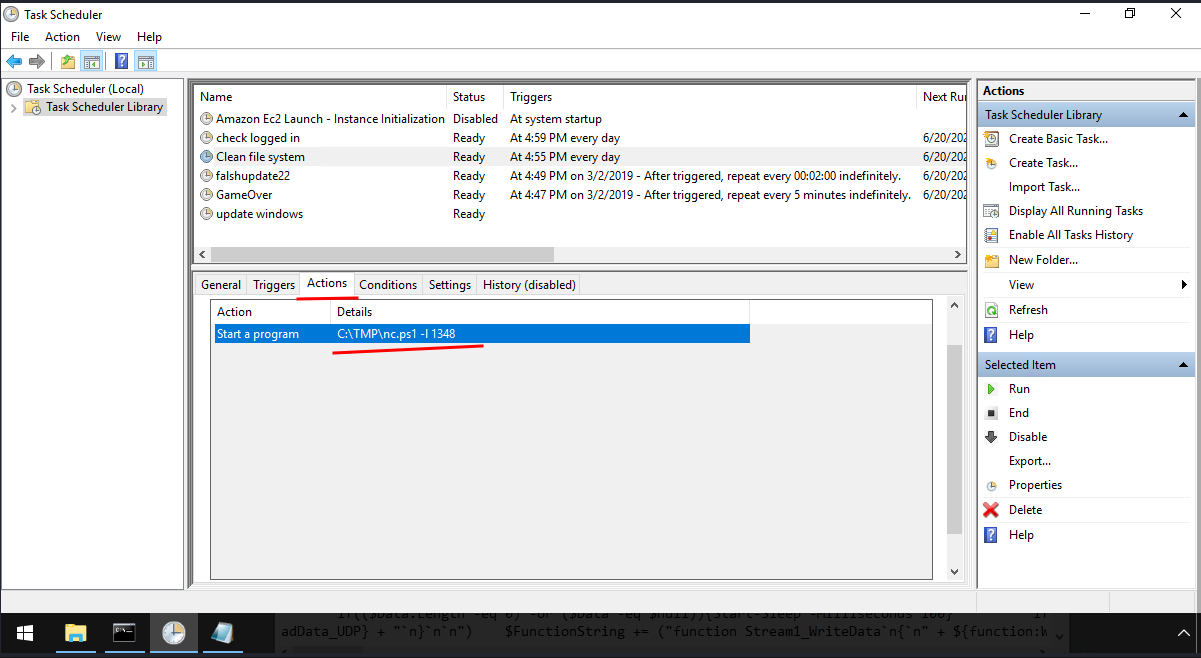 Task Scheduler
File Action View Help
Task Scheduler (Local)
Task Scheduler Library
Name Status Triggers Next Ru
Amazon Ec2 Launch - Instance Initialization Disabled At system startup
check logged in Ready At 4:59 PM every day 6/20/202
Clean file system Ready At 4:55 PM every day 6/20/202
falshupdate22 Ready At 4:49 PM on 3/2/2019 - After triggered, repeat every 00:02:00 indefinitely. 6/20/202
GameOver Ready At 4:47 PM on 3/2/2019 - After triggered, repeat every 5 minutes indefinitely. 6/20/202
update windows Ready
General Triggers Actions Conditions Settings History (disabled)
Action Details
Start a program C:\TMP\nc.ps1 -l 1348
Actions
Task Scheduler Library
Create Basic Task...
Create Task...
Import Task...
Display All Running Tasks
Enable All Tasks History
New Folder...
View
Refresh
Help
Selected Item
Run
End
Disable
Export...
Properties
Delete
Help
if(($Data.Length -eq 0) -or ($Data -eq $null)){Start-Sleep -Milliseconds 100} if
adData_UDP} + "`n}`n`n") $FunctionString += ("function Stream1_WriteData`n{`n" + ${function:W